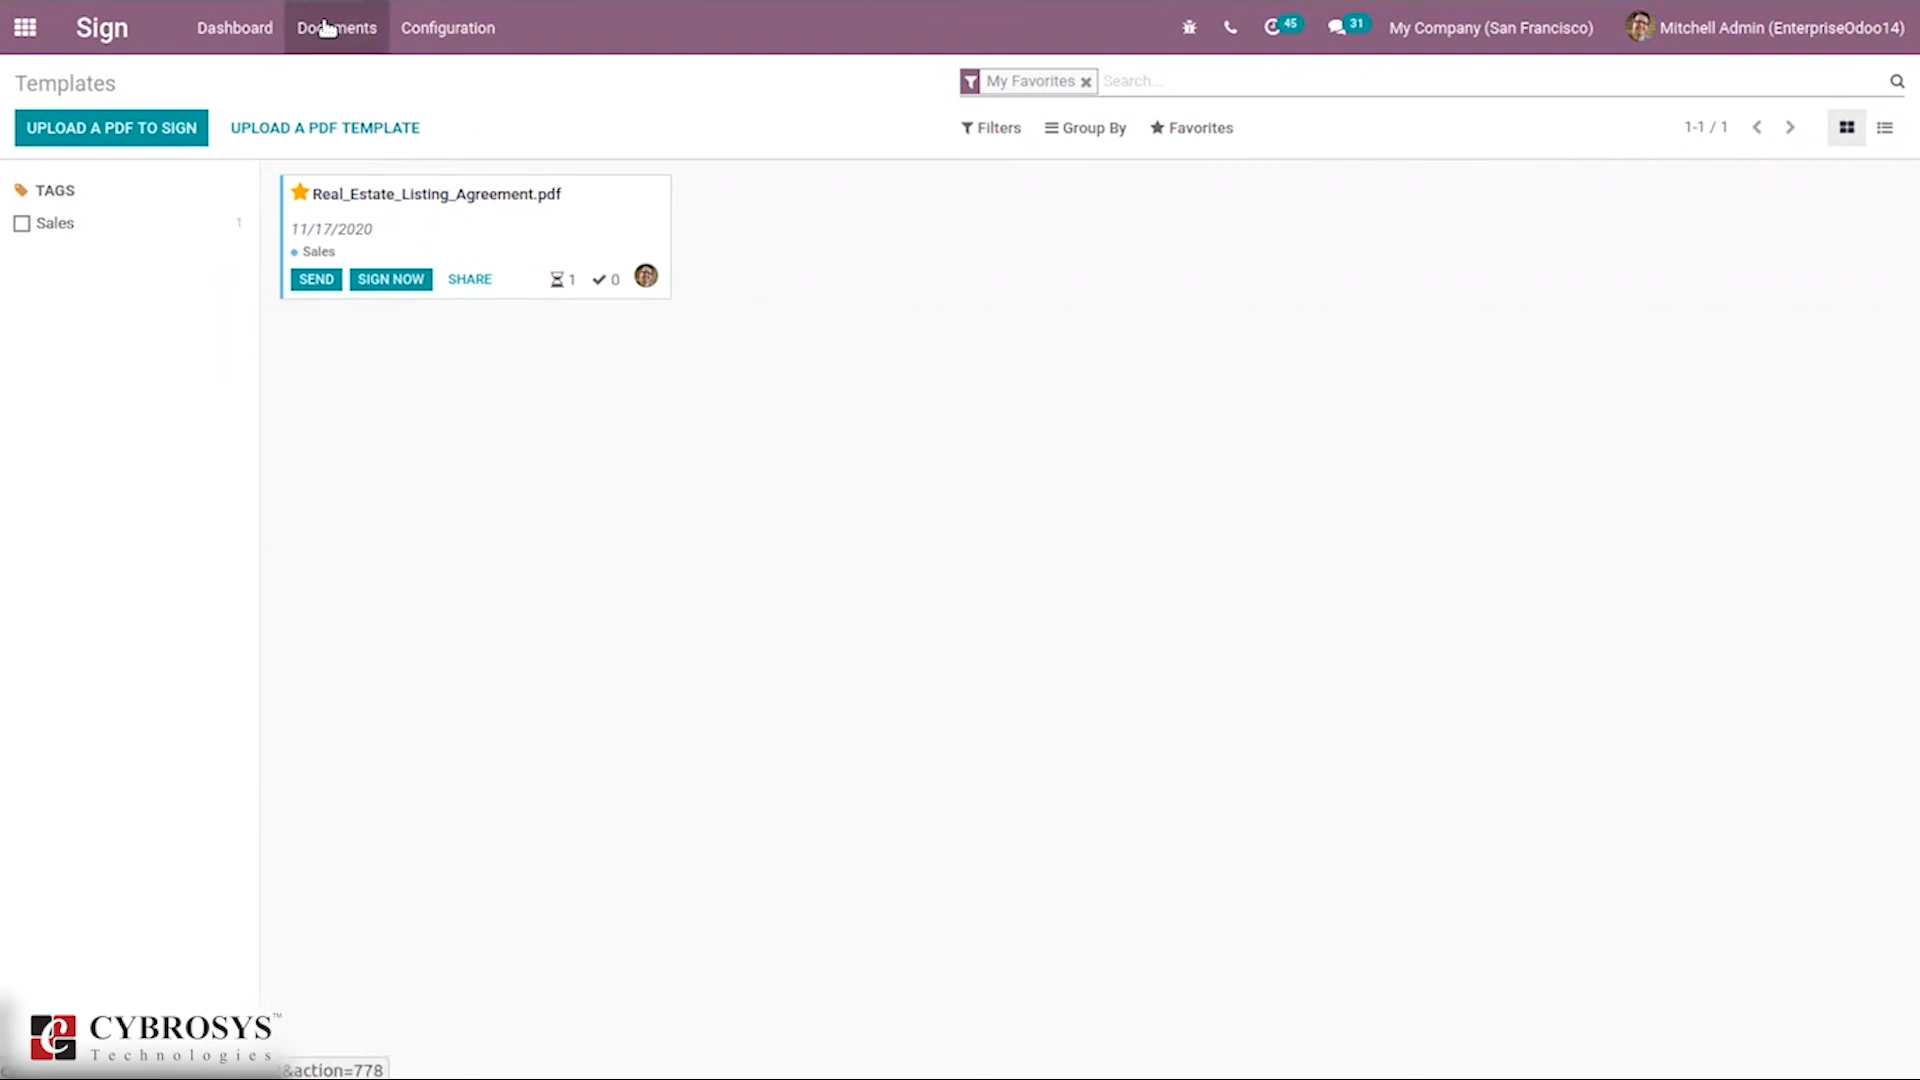 Sign Dashboard Documents Configuration 45 31 My Company (San Francisco) Mitchell Admin (EnterpriseOdoo14)
Templates My Favorites Search...
UPLOAD A PDF TO SIGN UPLOAD A PDF TEMPLATE Filters Group By Favorites 1-1 / 1
TAGS
Sales 1
Real_Estate_Listing_Agreement.pdf
11/17/2020
Sales
SEND SIGN NOW SHARE 1 0
CYBROSYS™
Technologies
&action=778